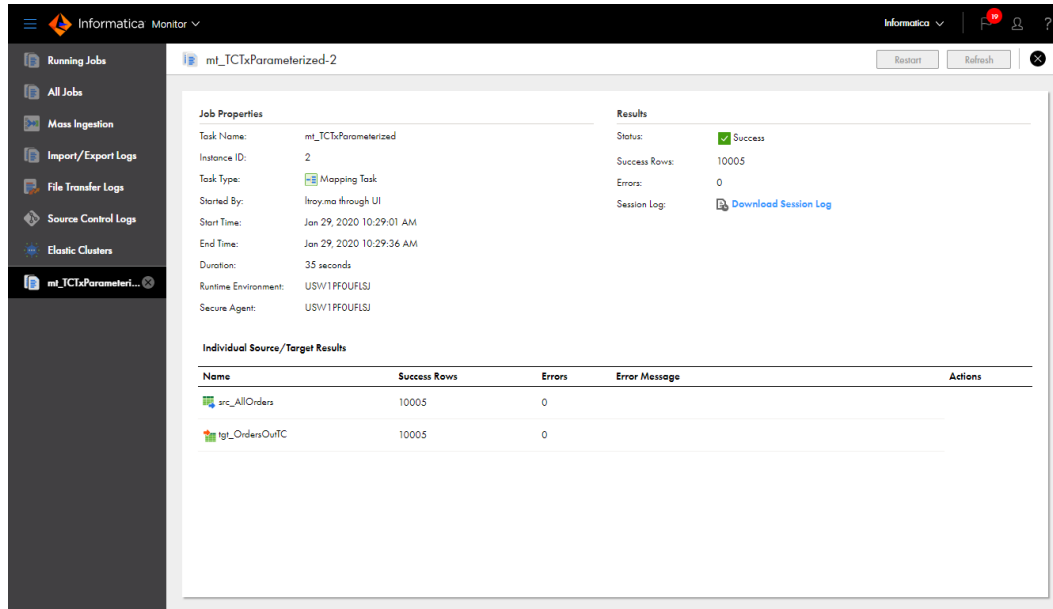 Informatica Monitor
Informatica
19
?
Running Jobs
All Jobs
Mass Ingestion
Import/Export Logs
File Transfer Logs
Source Control Logs
Elastic Clusters
mt_TCTxParameteri...
mt_TCTxParameterized-2
Restart
Refresh
Job Properties
Task Name: mt_TCTxParameterized
Instance ID: 2
Task Type: Mapping Task
Started By: ltroy.ma through UI
Start Time: Jan 29, 2020 10:29:01 AM
End Time: Jan 29, 2020 10:29:36 AM
Duration: 35 seconds
Runtime Environment: USW1PF0UFLSJ
Secure Agent: USW1PF0UFLSJ
Results
Status: Success
Success Rows: 10005
Errors: 0
Session Log: Download Session Log
Individual Source/Target Results
Name Success Rows Errors Error Message Actions
src_AllOrders 10005 0
tgt_OrdersOutTC 10005 0